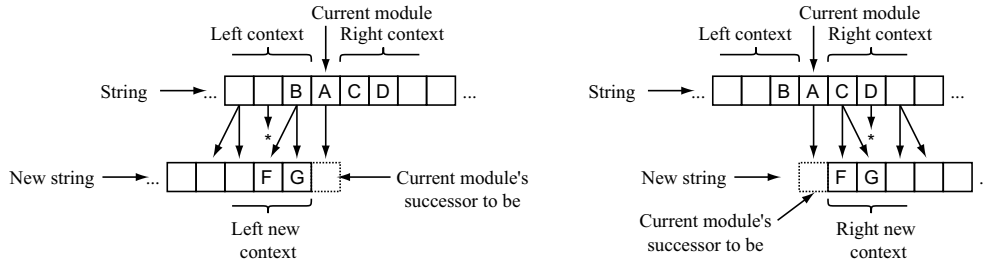 Current module
Left context
Right context
String
...
B
A
C
D
...
*
New string
...
F
G
Current module's
successor to be
Left new
context
Current module
Left context
Right context
String
...
B
A
C
D
...
*
New string
F
G
.
Current module's
successor to be
Right new
context